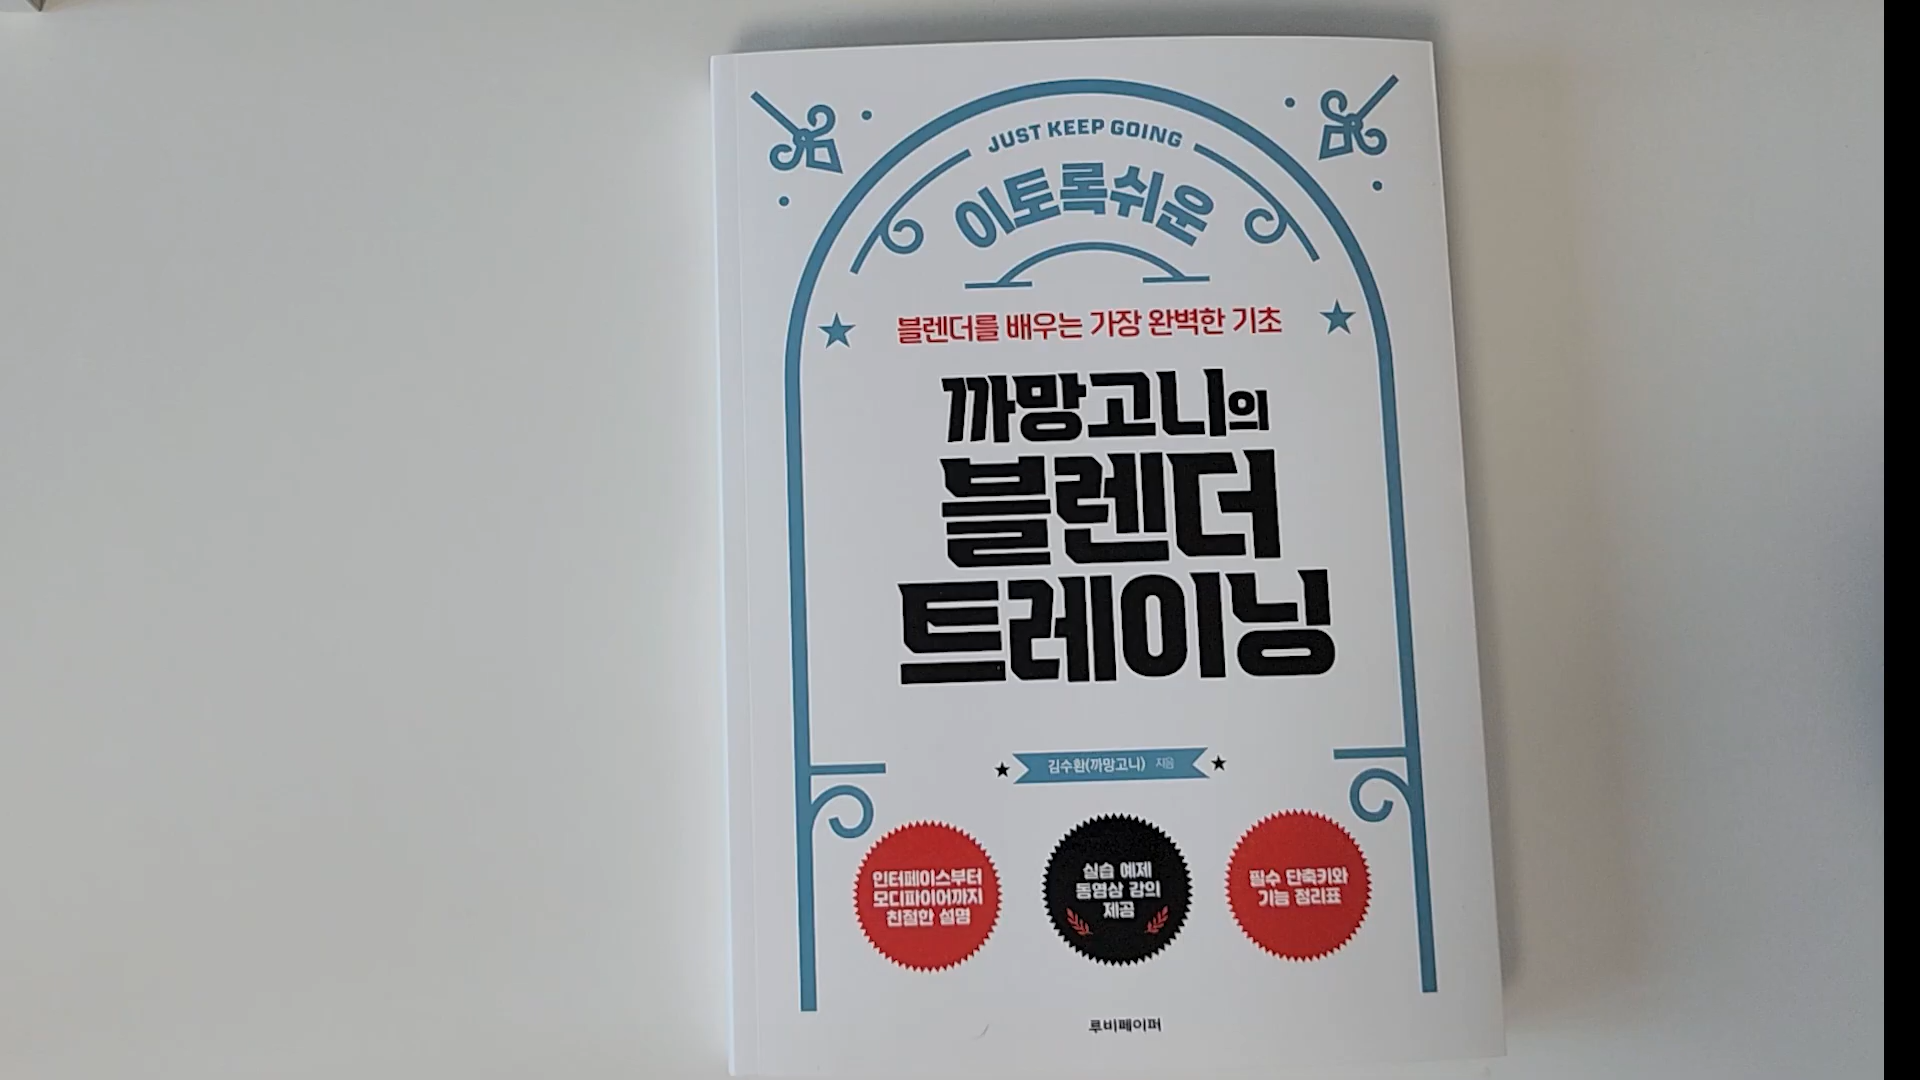 JUST KEEP GOING
이토록쉬운
블렌더를 배우는 가장 완벽한 기초
까망고니의
블렌더
트레이닝
김수환(까망고니) 지음
인터페이스부터
모디파이어까지
친절한 설명
실습 예제
동영상 강의
제공
필수 단축키와
기능 정리표
루비페이퍼